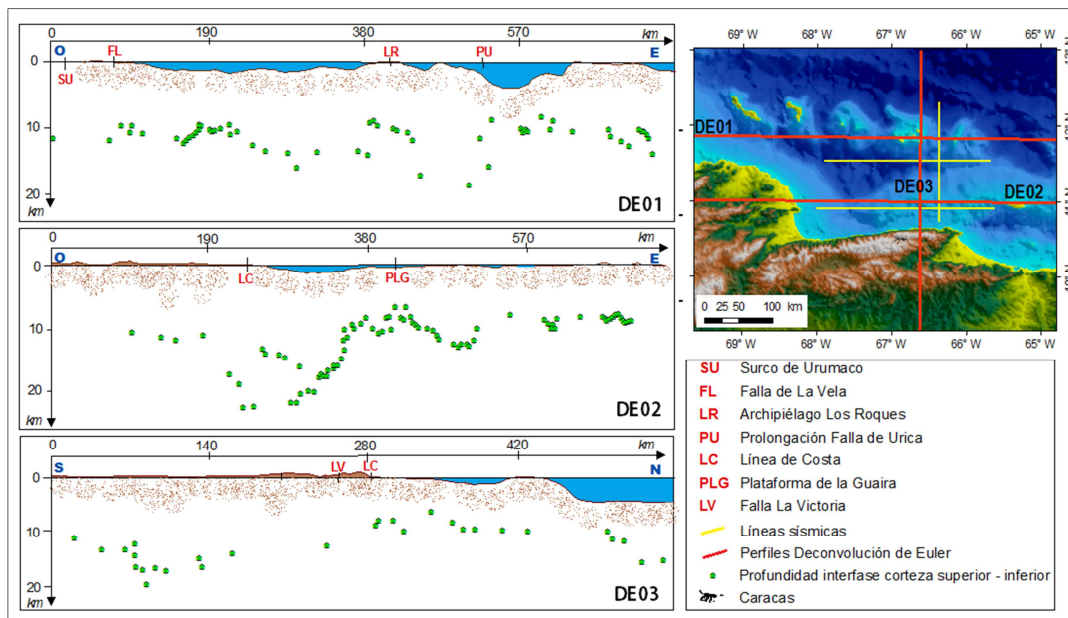 0 190 380 570 km
O FL LR PU E
0
SU
10
20
km
DE01
0 190 380 570 km
O LC PLG E
0
10
20
km
DE02
0 140 280 420 km
S LV LC N
0
10
20
km
DE03
69° W 68° W 67° W 66° W 65° W
DE01
DE03
DE02
11° N
10° N
0 25 50 100 km
69° W 68° W 67° W 66° W 65° W
SU Surco de Urumaco
FL Falla de La Vela
LR Archipiélago Los Roques
PU Prolongación Falla de Urica
LC Línea de Costa
PLG Plataforma de la Guaira
LV Falla La Victoria
Líneas sísmicas
Perfiles Deconvolución de Euler
Profundidad interfase corteza superior - inferior
Caracas